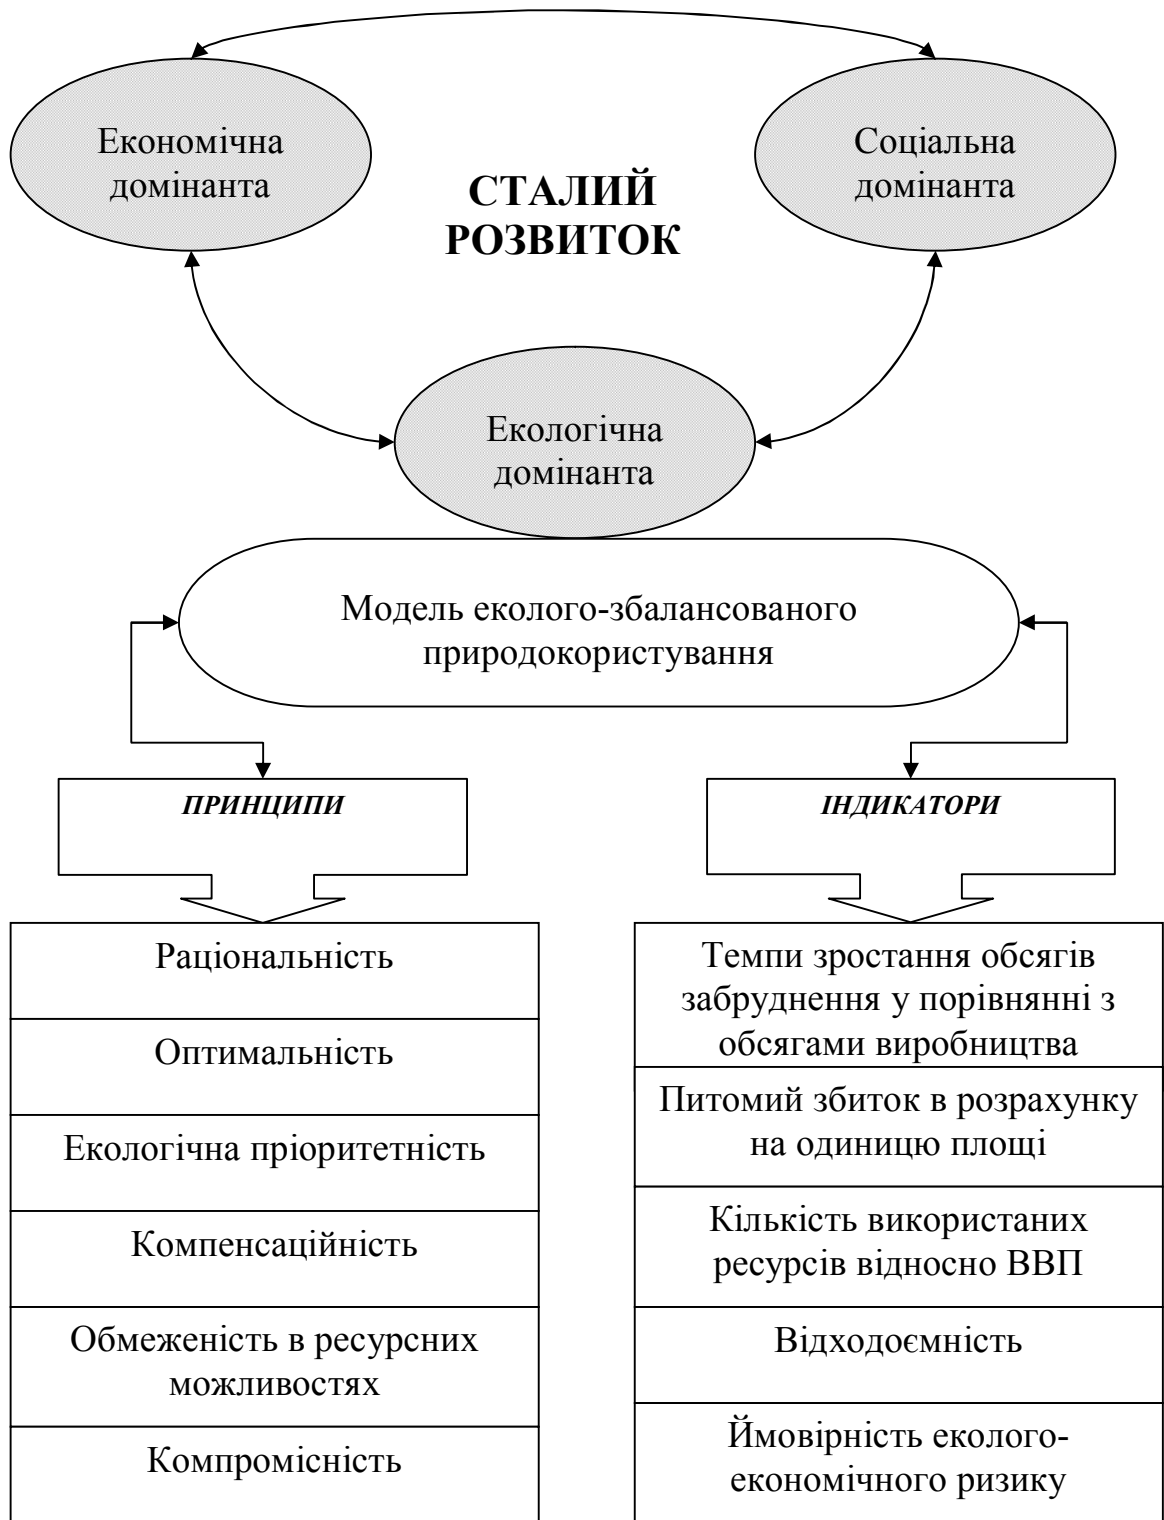 Економічна
домінанта
Соціальна
домінанта
СТАЛИЙ
РОЗВИТОК
Екологічна
домінанта
Модель еколого-збалансованого
природокористування
ПРИНЦИПИ
Раціональність
Оптимальність
Екологічна пріоритетність
Компенсаційність
Обмеженість в ресурсних
можливостях
Компромісність
ІНДИКАТОРИ
Темпи зростання обсягів
забруднення у порівнянні з
обсягами виробництва
Питомий збиток в розрахунку
на одиницю площі
Кількість використаних
ресурсів відносно ВВП
Відходоємність
Ймовірність еколого-
економічного ризику